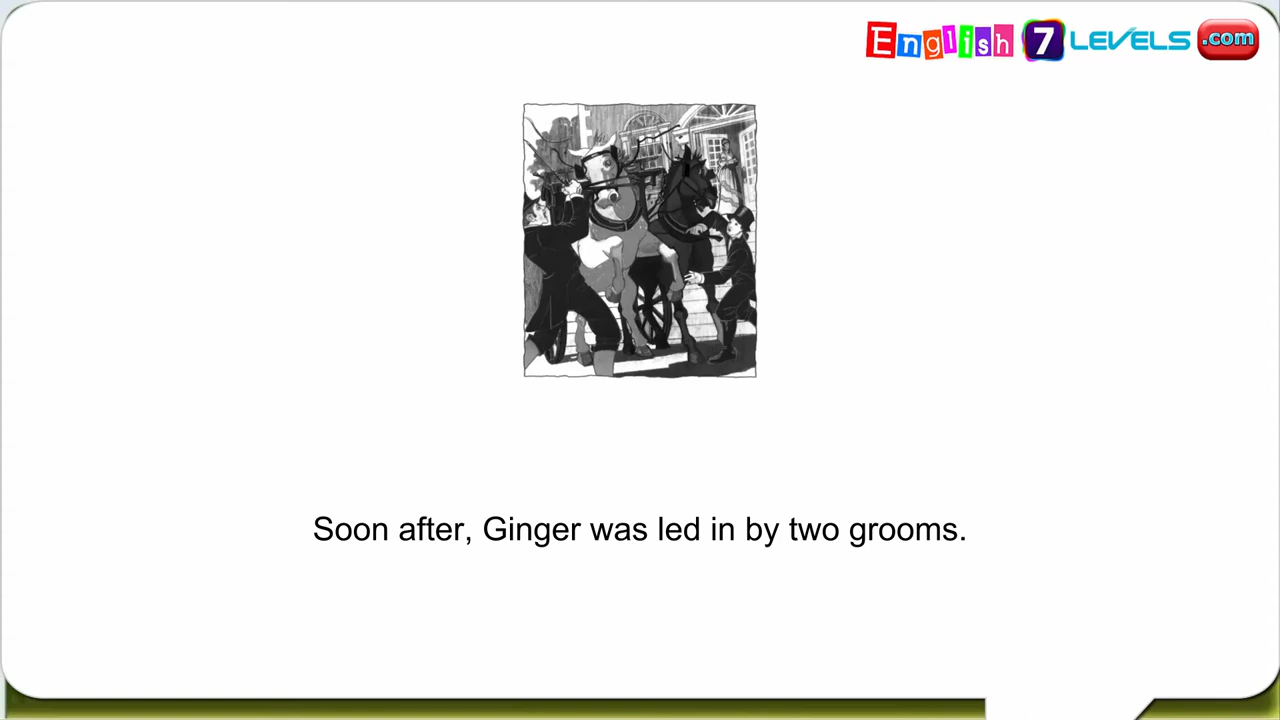 English 7 LEVELS .com
Soon after, Ginger was led in by two grooms.